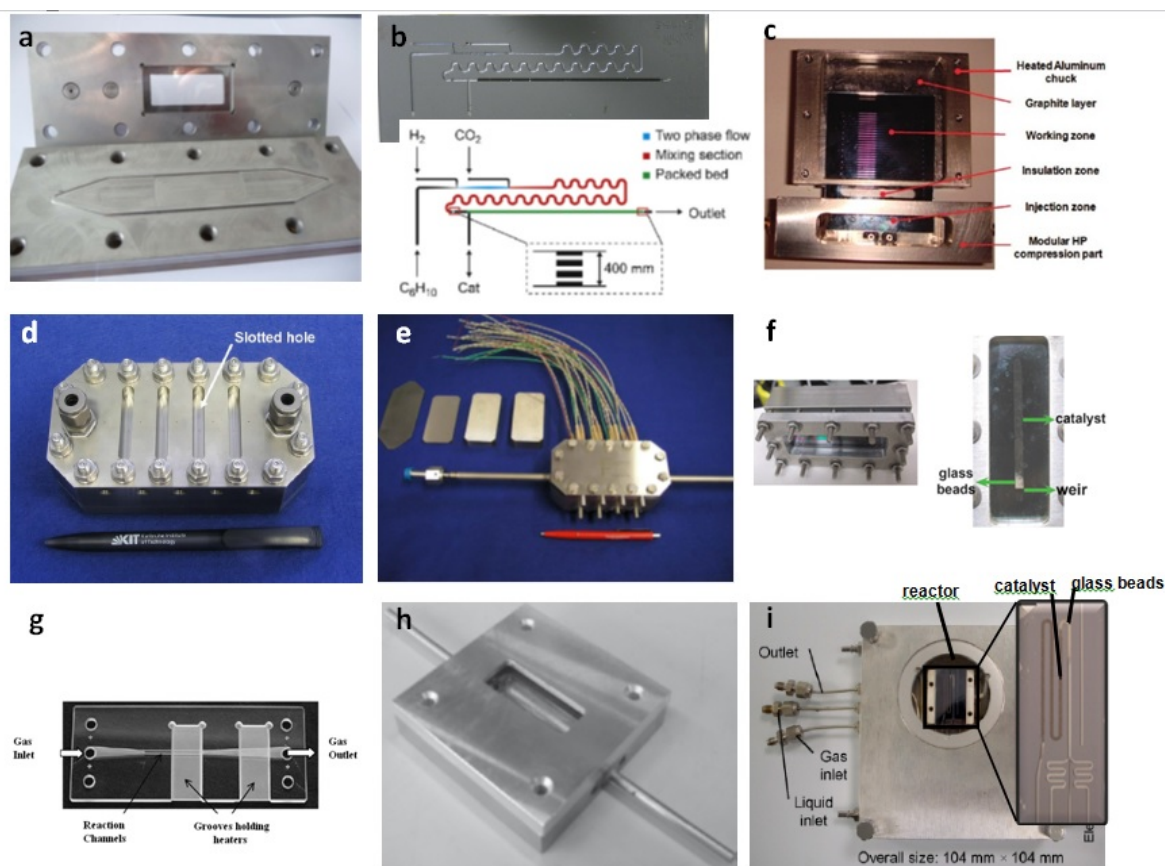 a
b
H₂ CO₂
Two phase flow
Mixing section
Packed bed
Outlet
400 mm
C₆H₁₀ Cat
c
Heated Aluminum
chuck
Graphite layer
Working zone
Insulation zone
Injection zone
Modular HP
compression part
d
Slotted hole
KIT
e
f
catalyst
glass
beads
weir
g
Gas
Inlet
Gas
Outlet
Reaction
Channels
Grooves holding
heaters
h
i
reactor
catalyst
glass beads
Outlet
Gas
inlet
Liquid
inlet
Ele
Overall size: 104 mm × 104 mm